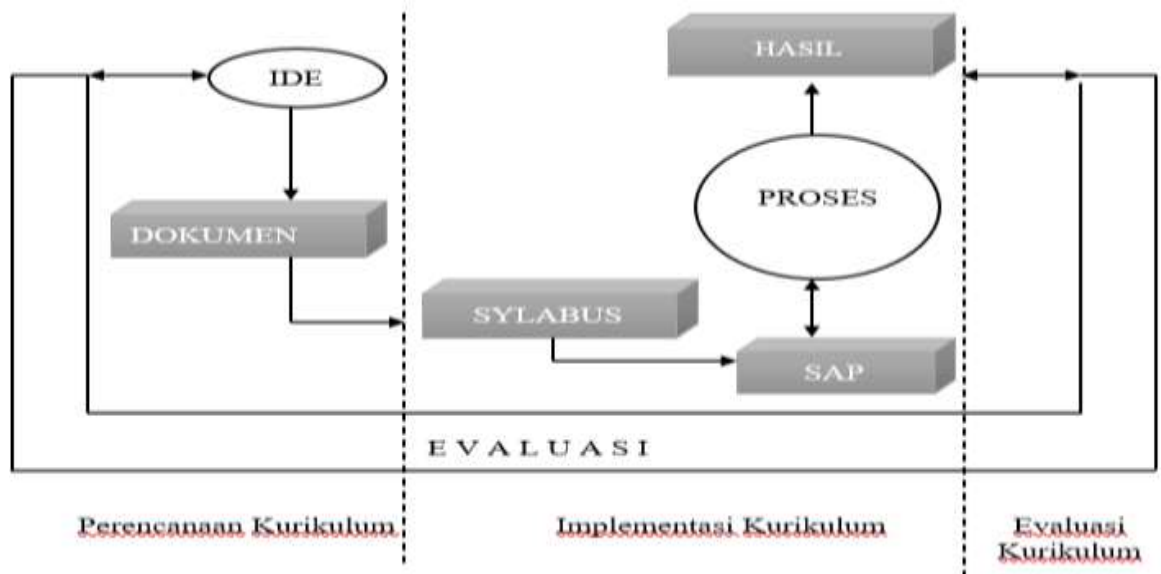 HASIL
IDE
PROSES
DOKUMEN
SYLABUS
SAP
E V A L U A S I
Perencanaan Kurikulum
Implementasi Kurikulum
Evaluasi
Kurikulum